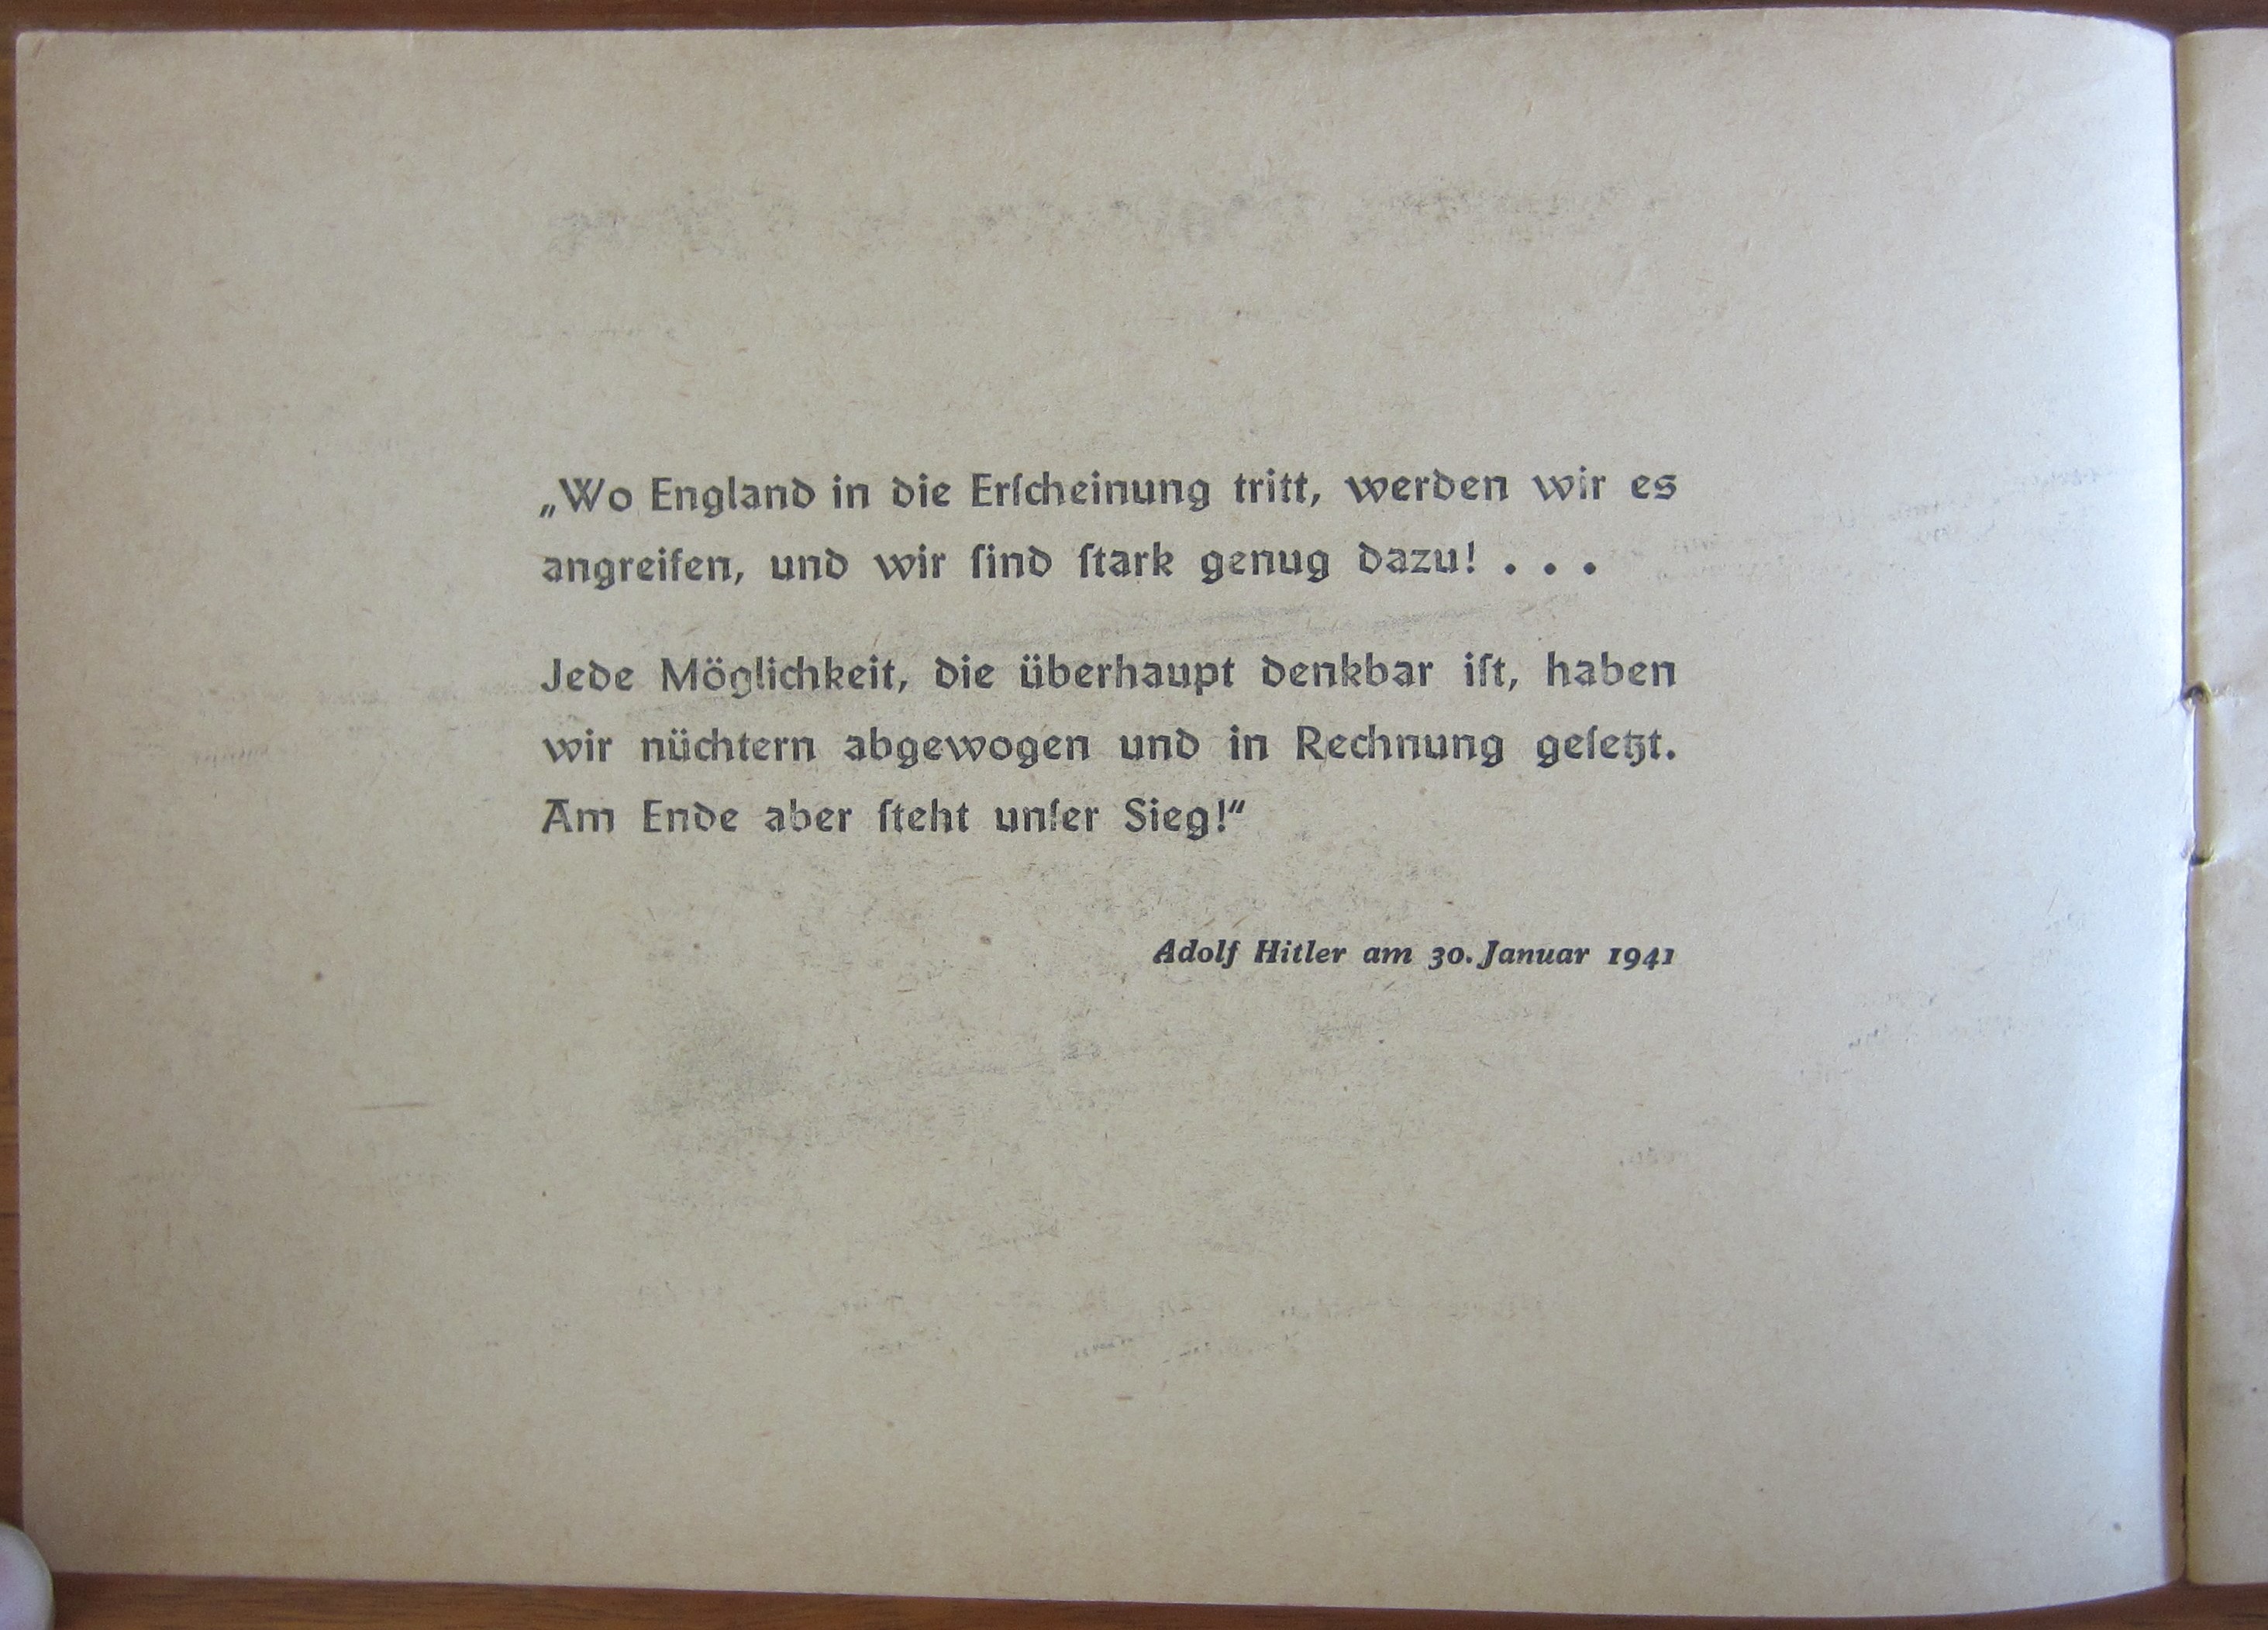 „Wo England in die Erſcheinung tritt, werden wir es
angreifen, und wir ſind ſtark genug dazu! . . .
Jede Möglichkeit, die überhaupt denkbar iſt, haben
wir nüchtern abgewogen und in Rechnung geſetzt.
Am Ende aber ſteht unſer Sieg!“
Adolf Hitler am 30. Januar 1941